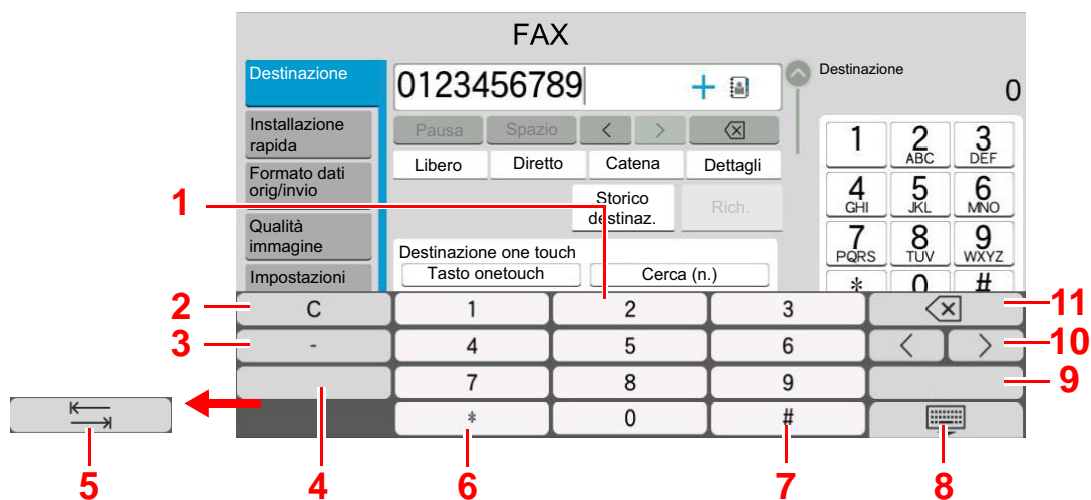 FAX
Destinazione
0123456789
Destinazione
0
Installazione
rapida
Pausa
Spazio
<
>
1
2
ABC
3
DEF
Libero
Diretto
Catena
Dettagli
Formato dati
orig/invio
Storico
destinaz.
Rich.
4
GHI
5
JKL
6
MNO
Qualità
immagine
7
PQRS
8
TUV
9
WXYZ
Destinazione one touch
Impostazioni
Tasto onetouch
Cerca (n.)
*
0
#
1
2
C
1
2
3
11
3
-
4
5
6
<
>
10
7
8
9
9
*
0
#
5
4
6
7
8